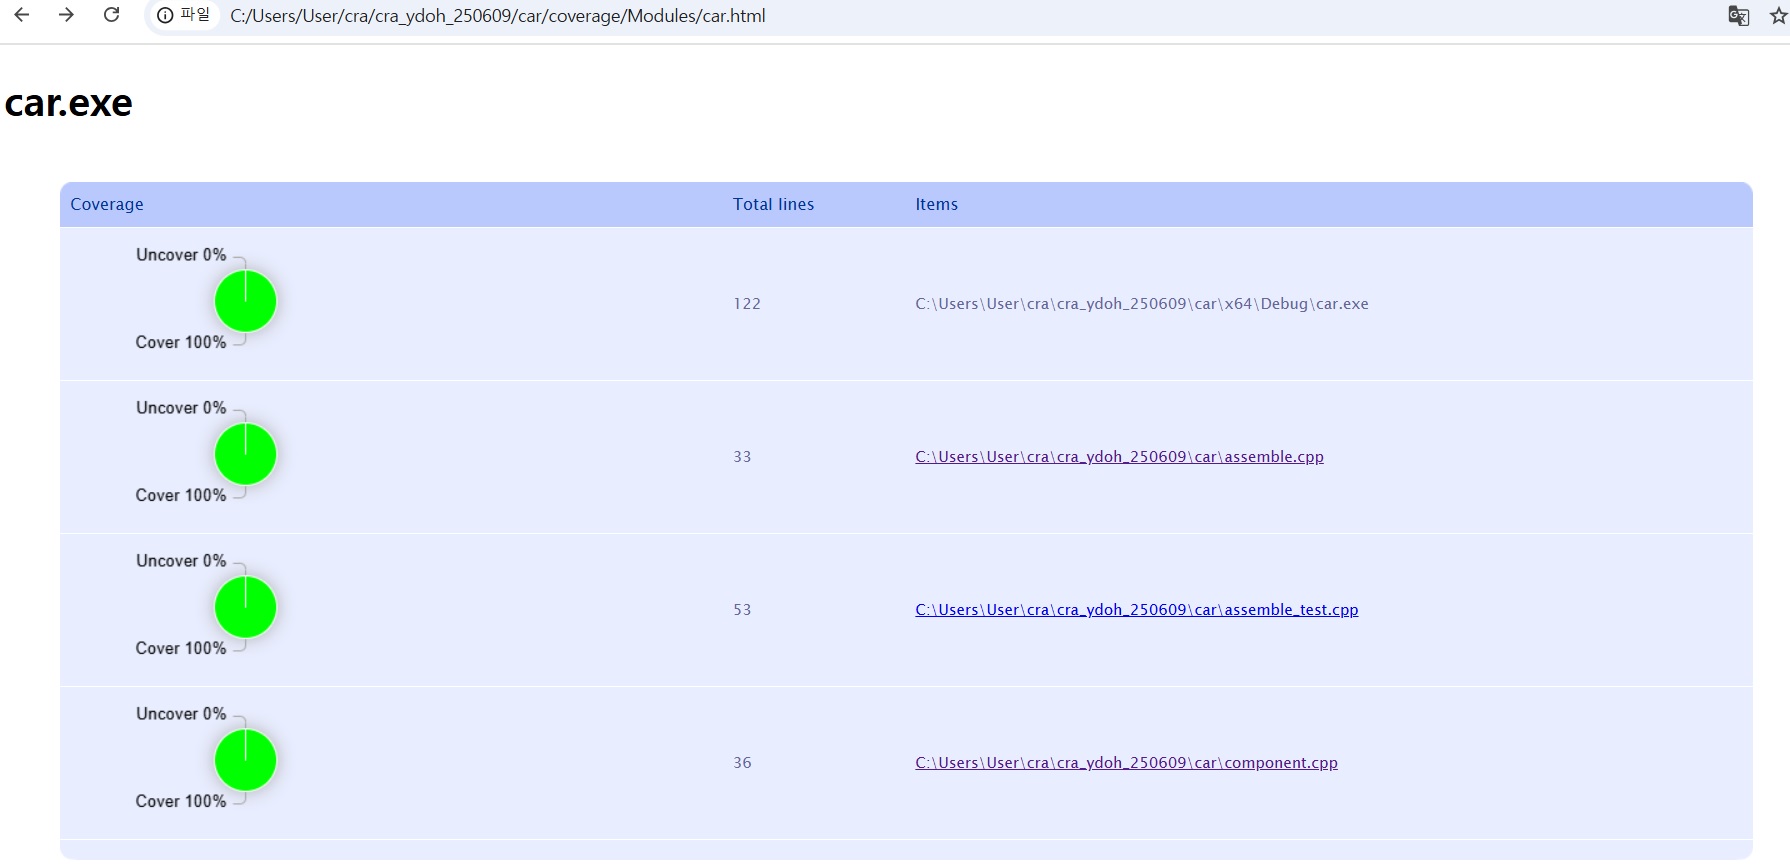 파일 C:/Users/User/cra/cra_ydoh_250609/car/coverage/Modules/car.html
car.exe
Coverage Total lines Items
Uncover 0%
Cover 100%
122 C:\Users\User\cra\cra_ydoh_250609\car\x64\Debug\car.exe
Uncover 0%
Cover 100%
33 C:\Users\User\cra\cra_ydoh_250609\car\assemble.cpp
Uncover 0%
Cover 100%
53 C:\Users\User\cra\cra_ydoh_250609\car\assemble_test.cpp
Uncover 0%
Cover 100%
36 C:\Users\User\cra\cra_ydoh_250609\car\component.cpp